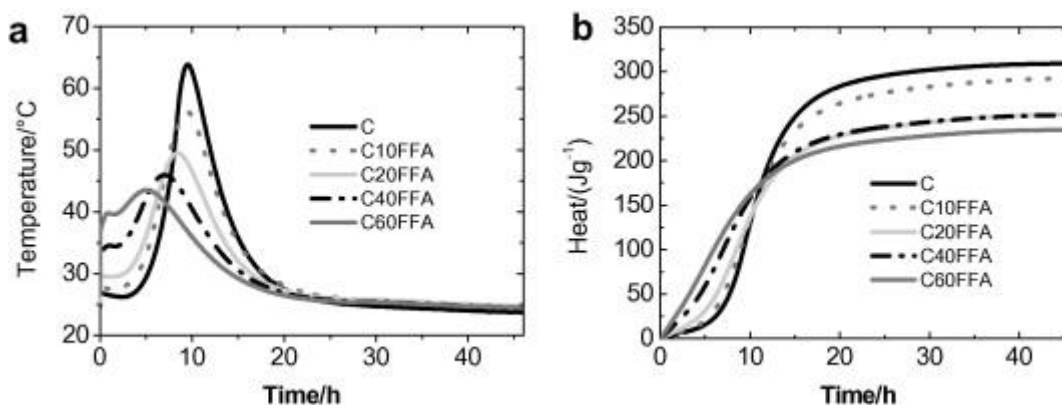 a
70
60
50
40
30
20
Temperature/°C
C
C10FFA
C20FFA
C40FFA
C60FFA
0 10 20 30 40
Time/h
b
350
300
250
200
150
100
50
0
Heat/(Jg⁻¹)
C
C10FFA
C20FFA
C40FFA
C60FFA
0 10 20 30 40
Time/h